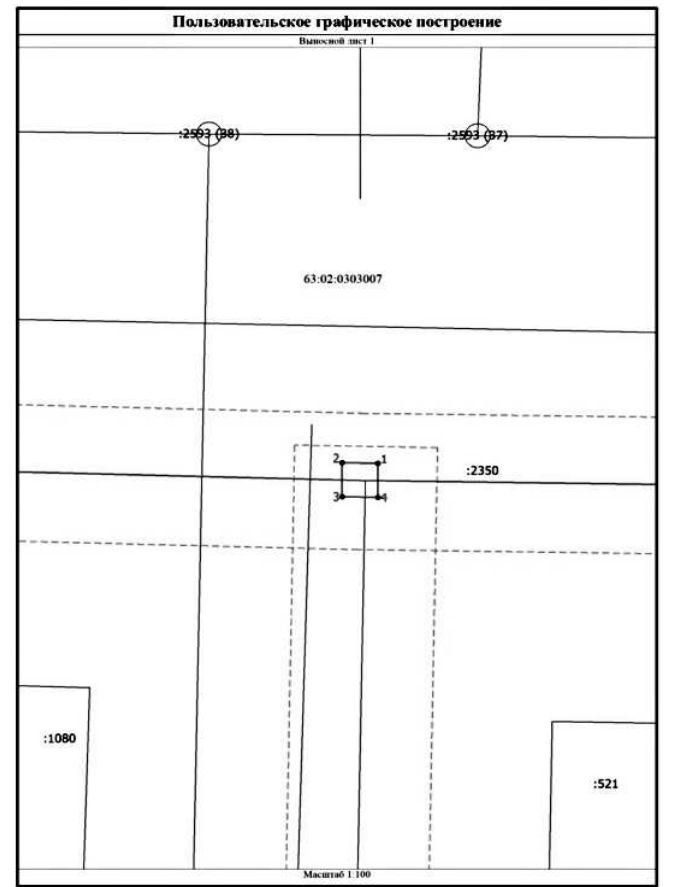 Пользовательское графическое построение
Выносной лист 1
:2593 (38) :2593 (37)
63:02:0303007
2 1 :2350
3 4
:1080
:521
Масштаб 1:100